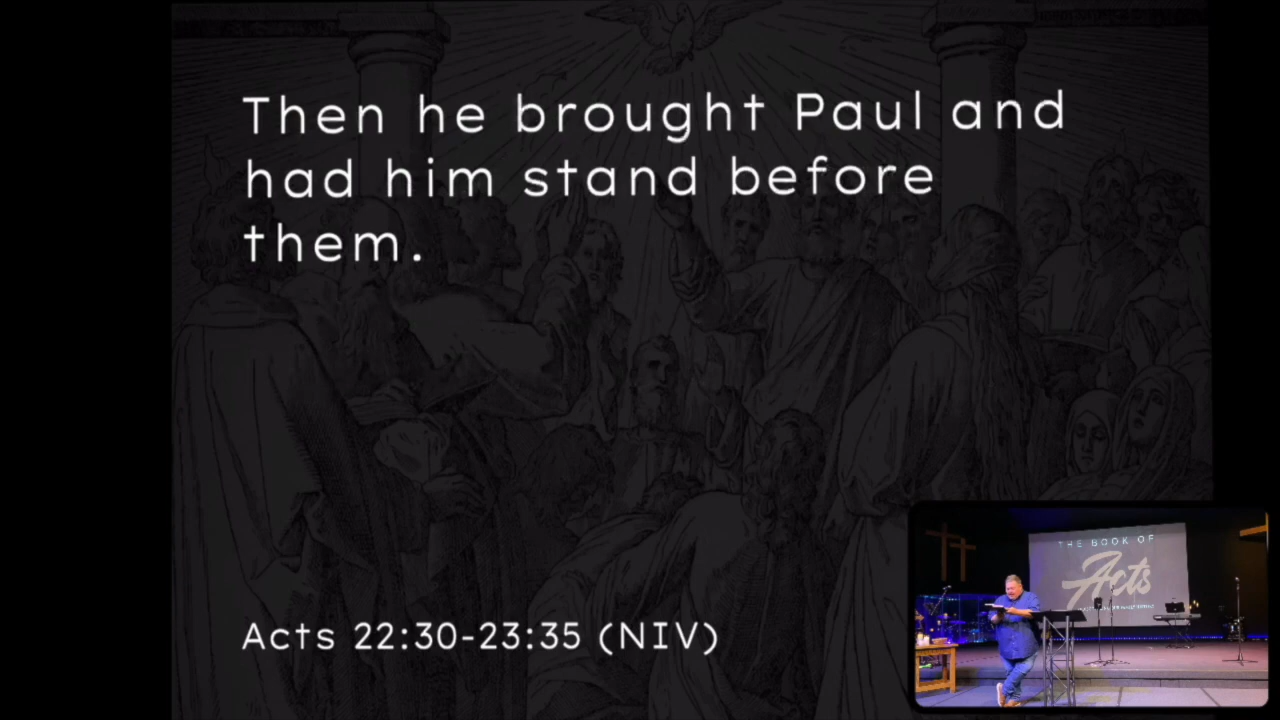 Then he brought Paul and
had him stand before
them.
Acts 22:30-23:35 (NIV)
THE BOOK OF
Acts